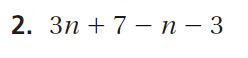 2. 3n + 7 − n − 3